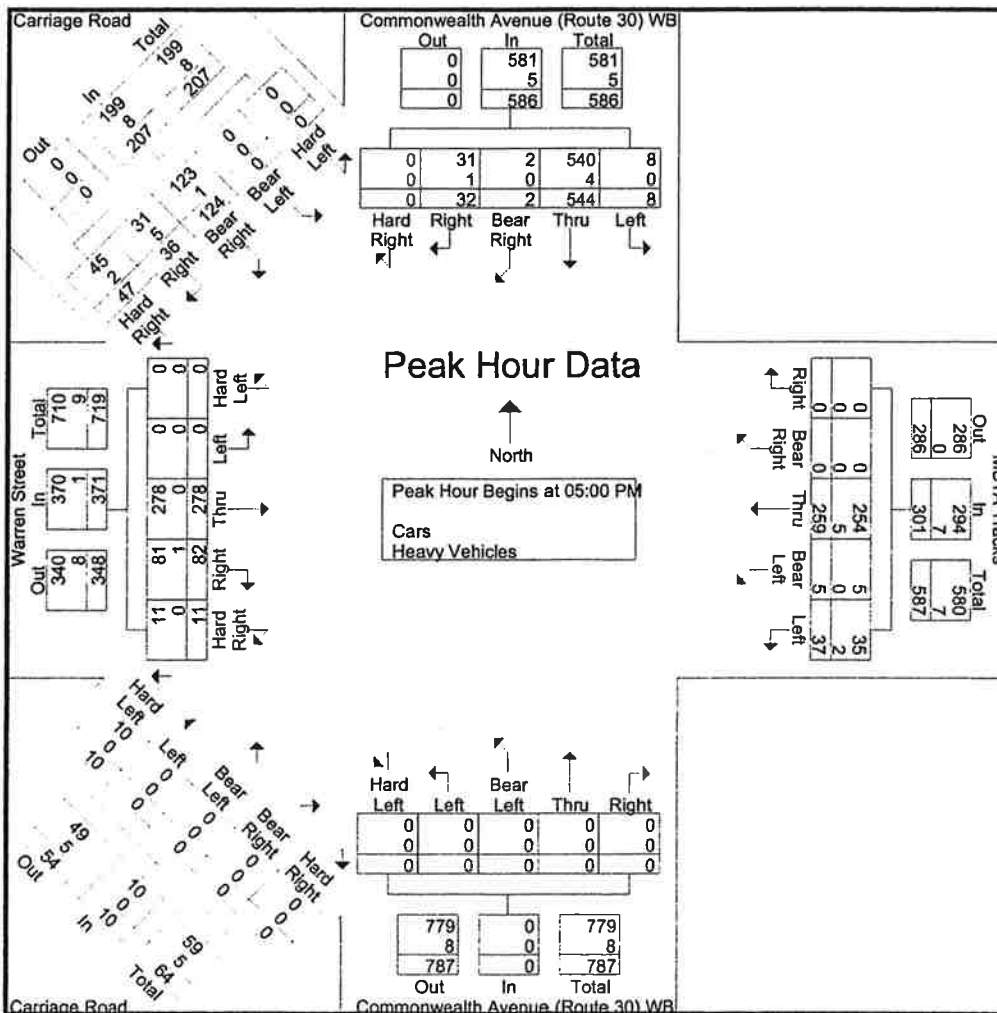 Carriage Road
Commonwealth Avenue (Route 30) WB
Out In Total
0 581 581
0 5 5
0 586 586
0 31 2 540 8
0 1 0 4 0
0 32 2 544 8
Hard Right Bear Thru Left
Right Right
Total
199
8
207
In
199
8
207
Out
0
0
0
45 31 123 0 0
2 5 1 0 0
47 36 124 0 0
Hard Right
Right
Bear Right
Bear Left
Hard Left
Peak Hour Data
North
Peak Hour Begins at 05:00 PM
Cars
Heavy Vehicles
Warren Street
Out In Total
340 370 710
8 1 9
348 371 719
11 81 278 0 0
0 1 0 0 0
11 82 278 0 0
Hard Right
Right
Thru
Left
Hard Left
Out In Total
286 294 580
0 7 7
286 301 587
0 0 254 5 35
0 0 5 0 2
0 0 259 5 37
Right
Bear Right
Thru
Bear Left
Left
Hard Left
Left
Bear Left
Bear Right
Hard Right
10 0 0 0 0
0 0 0 0 0
10 0 0 0 0
49 10 59
5 0 5
54 10 64
Out In Total
Hard Bear
Left Left Left Thru Right
0 0 0 0 0
0 0 0 0 0
0 0 0 0 0
779 0 779
8 0 8
787 0 787
Out In Total
Carriage Road
Commonwealth Avenue (Route 30) WB